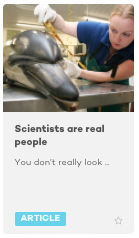 Scientists are real
people
You don't really look ...
ARTICLE